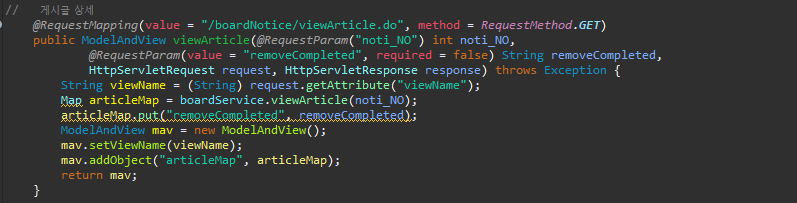 // 게시글 상세
@RequestMapping(value = "/boardNotice/viewArticle.do", method = RequestMethod.GET)
public ModelAndView viewArticle(@RequestParam("noti_NO") int noti_NO,
@RequestParam(value = "removeCompleted", required = false) String removeCompleted,
HttpServletRequest request, HttpServletResponse response) throws Exception {
String viewName = (String) request.getAttribute("viewName");
Map articleMap = boardService.viewArticle(noti_NO);
articleMap.put("removeCompleted", removeCompleted);
ModelAndView mav = new ModelAndView();
mav.setViewName(viewName);
mav.addObject("articleMap", articleMap);
return mav;
}